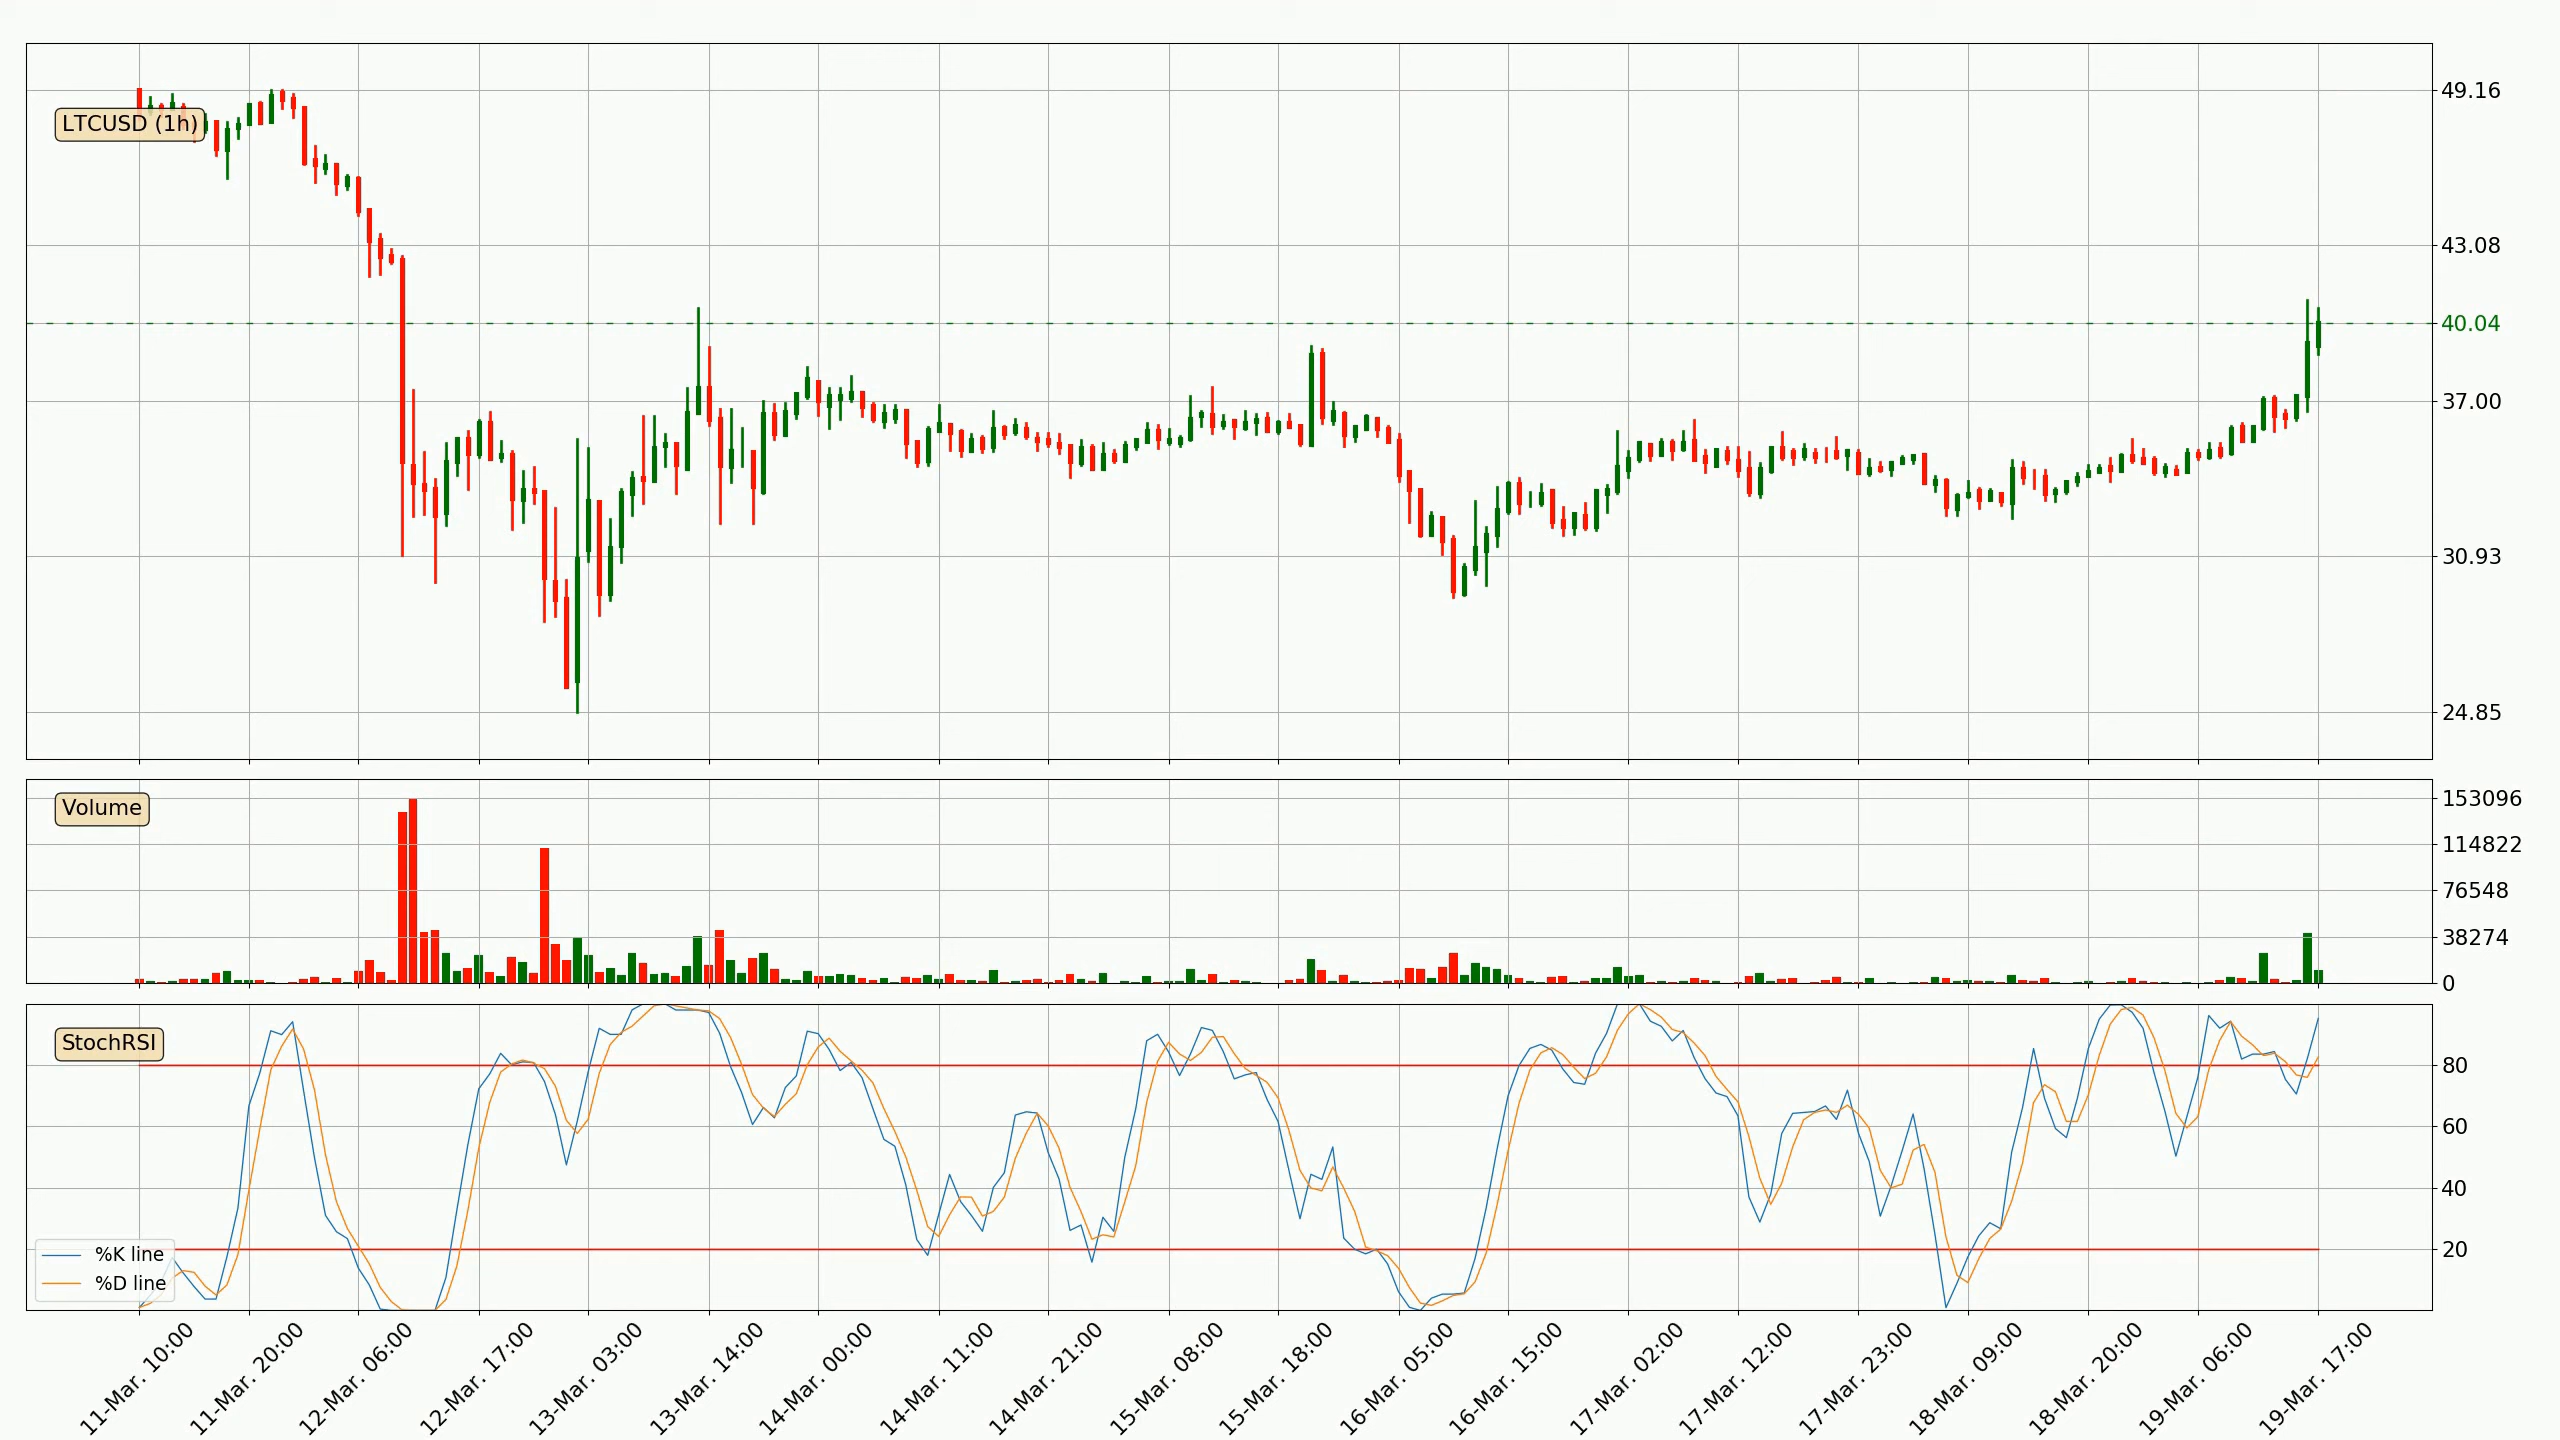 LTCUSD (1h)
49.16
43.08
40.04
37.00
30.93
24.85
Volume
153096
114822
76548
38274
0
StochRSI
80
60
40
20
%K line
%D line
11-Mar. 10:00
11-Mar. 20:00
12-Mar. 06:00
12-Mar. 17:00
13-Mar. 03:00
13-Mar. 14:00
14-Mar. 00:00
14-Mar. 11:00
14-Mar. 21:00
15-Mar. 08:00
15-Mar. 18:00
16-Mar. 05:00
16-Mar. 15:00
17-Mar. 02:00
17-Mar. 12:00
17-Mar. 23:00
18-Mar. 09:00
18-Mar. 20:00
19-Mar. 06:00
19-Mar. 17:00